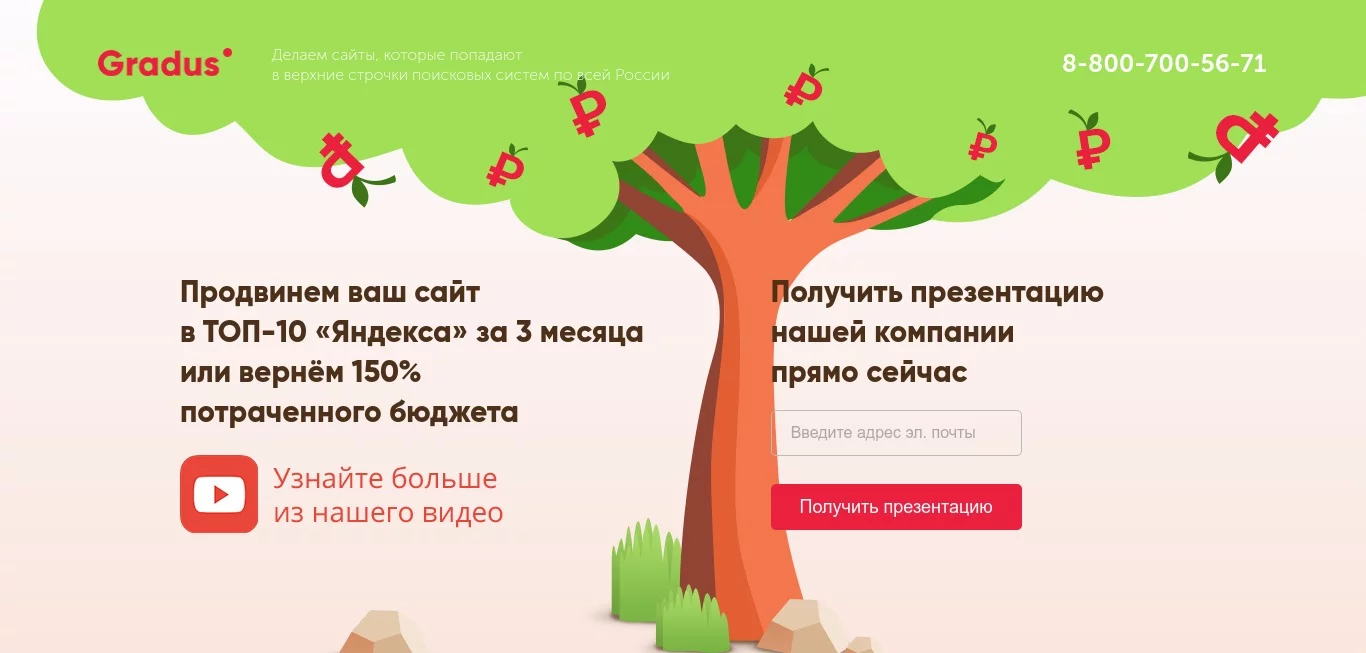 Gradus
Делаем сайты, которые попадают
в верхние строчки поисковых систем по всей России
8-800-700-56-71
Продвинем ваш сайт
в ТОП-10 «Яндекса» за 3 месяца
или вернём 150%
потраченного бюджета
Узнайте больше
из нашего видео
Получить презентацию
нашей компании
прямо сейчас
Введите адрес эл. почты
Получить презентацию